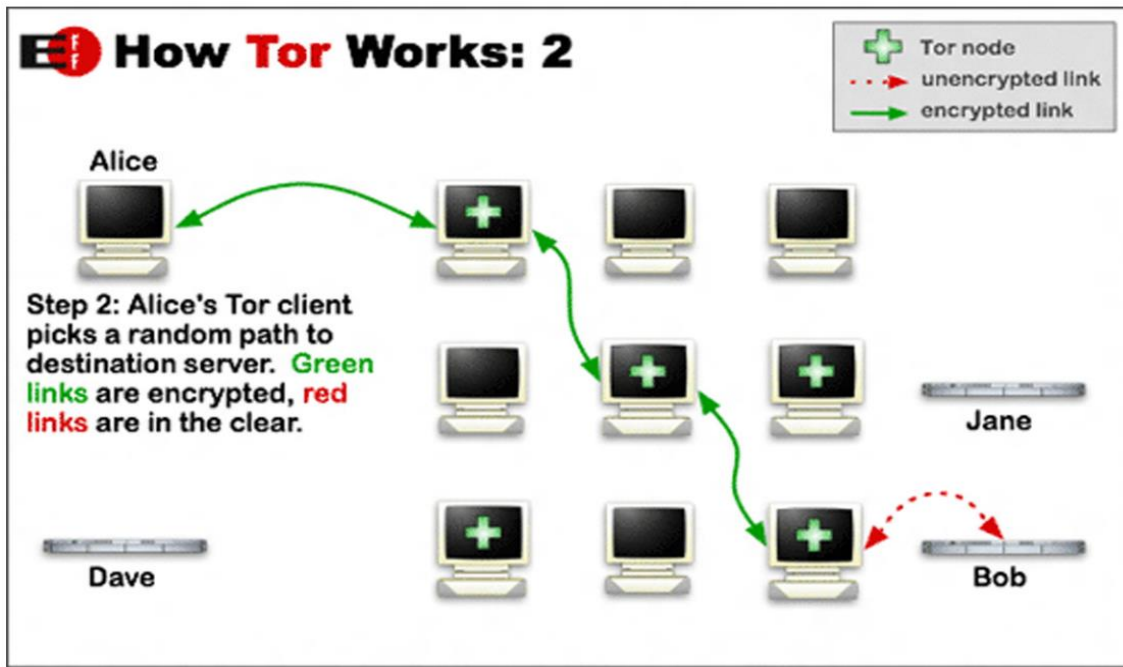 EFF How Tor Works: 2
Tor node
unencrypted link
encrypted link
Alice
Step 2: Alice's Tor client
picks a random path to
destination server. Green
links are encrypted, red
links are in the clear.
Jane
Dave
Bob